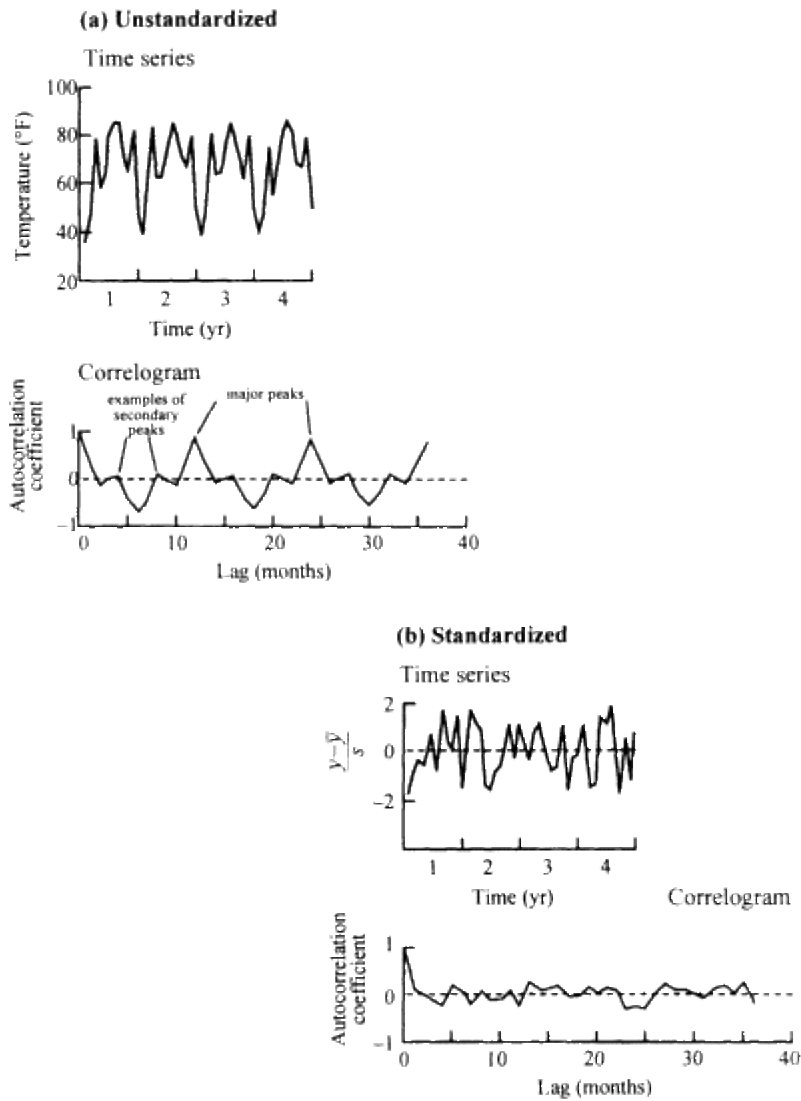 (a) Unstandardized
Time series
Temperature (°F)
100
80
60
40
20
1 2 3 4
Time (yr)
Correlogram
examples of
secondary
peaks
major peaks
Autocorrelation
coefficient
1
0
−1
0 10 20 30 40
Lag (months)
(b) Standardized
Time series
y−ȳ
s
2
0
−2
1 2 3 4
Time (yr)
Correlogram
Autocorrelation
coefficient
1
0
−1
0 10 20 30 40
Lag (months)